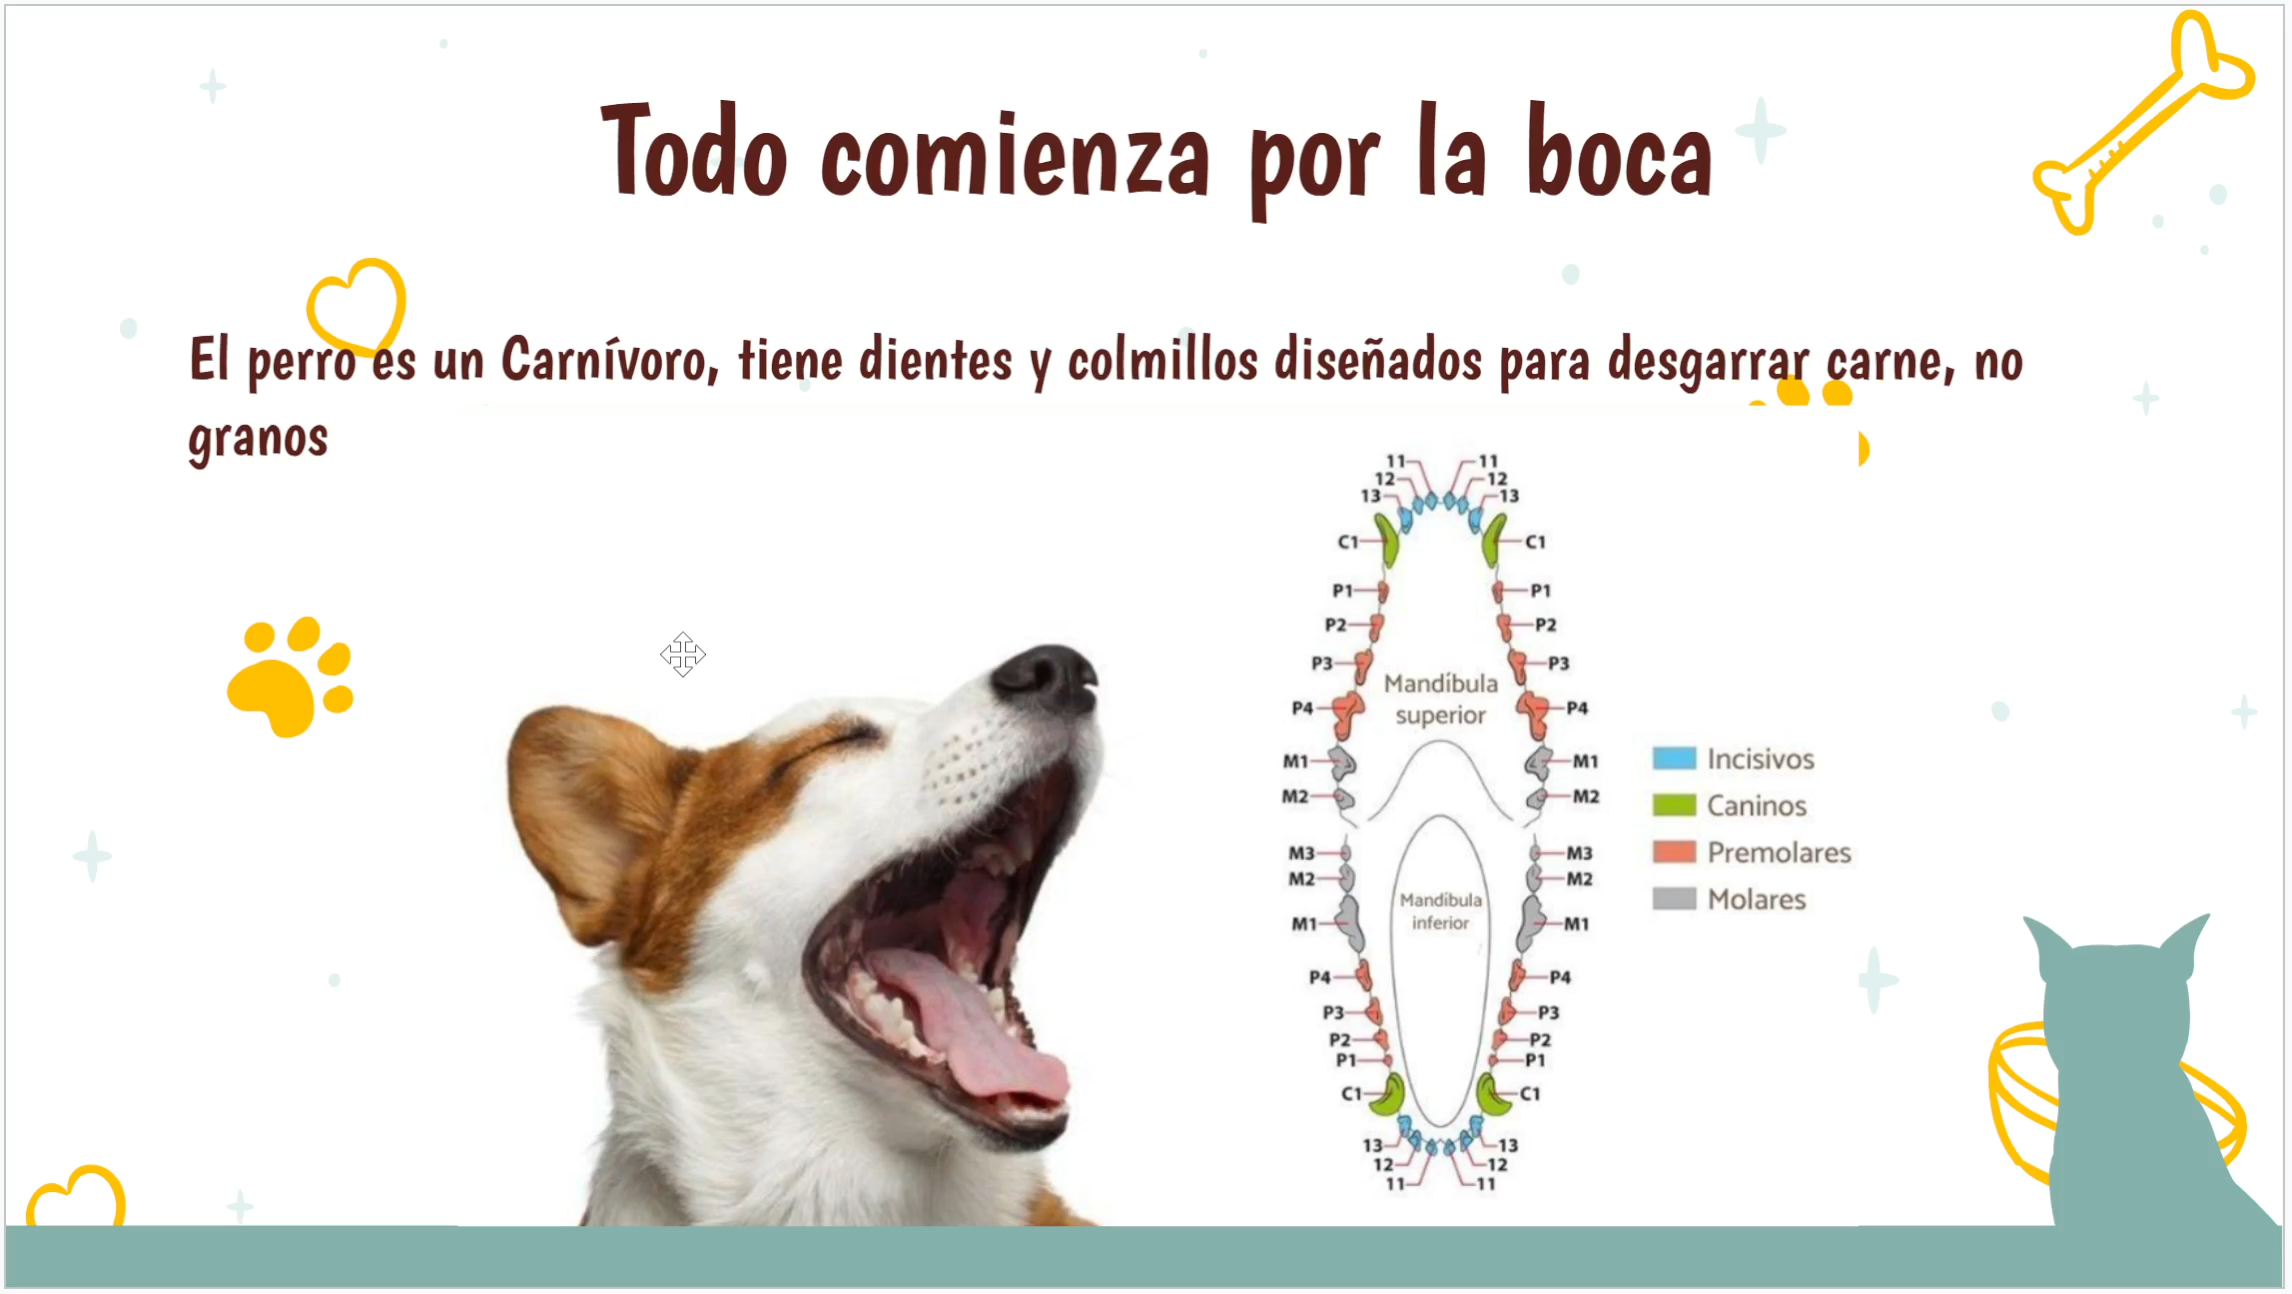 Todo comienza por la boca
El perro es un Carnívoro, tiene dientes y colmillos diseñados para desgarrar carne, no
granos
11 11
12 12
13 13
C1 C1
P1 P1
P2 P2
P3 P3
Mandíbula
superior
P4 P4
M1 M1
M2 M2
Incisivos
Caninos
Premolares
Molares
M3 M3
M2 M2
Mandíbula
inferior
M1 M1
P4 P4
P3 P3
P2 P2
P1 P1
C1 C1
13 13
12 12
11 11